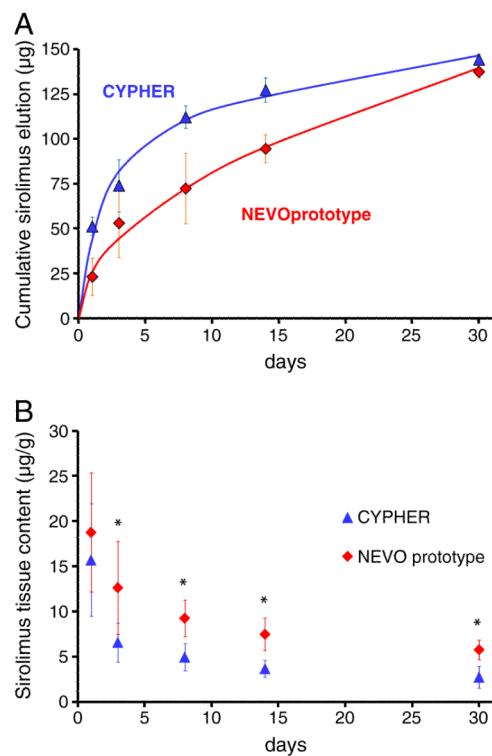 A
Cumulative sirolimus elution (µg)
150
125
100
75
50
25
0
CYPHER
NEVOprototype
0 5 10 15 20 25 30
days
B
Sirolimus tissue content (µg/g)
30
25
20
15
10
5
0
CYPHER
NEVO prototype
* * * *
0 5 10 15 20 25 30
days